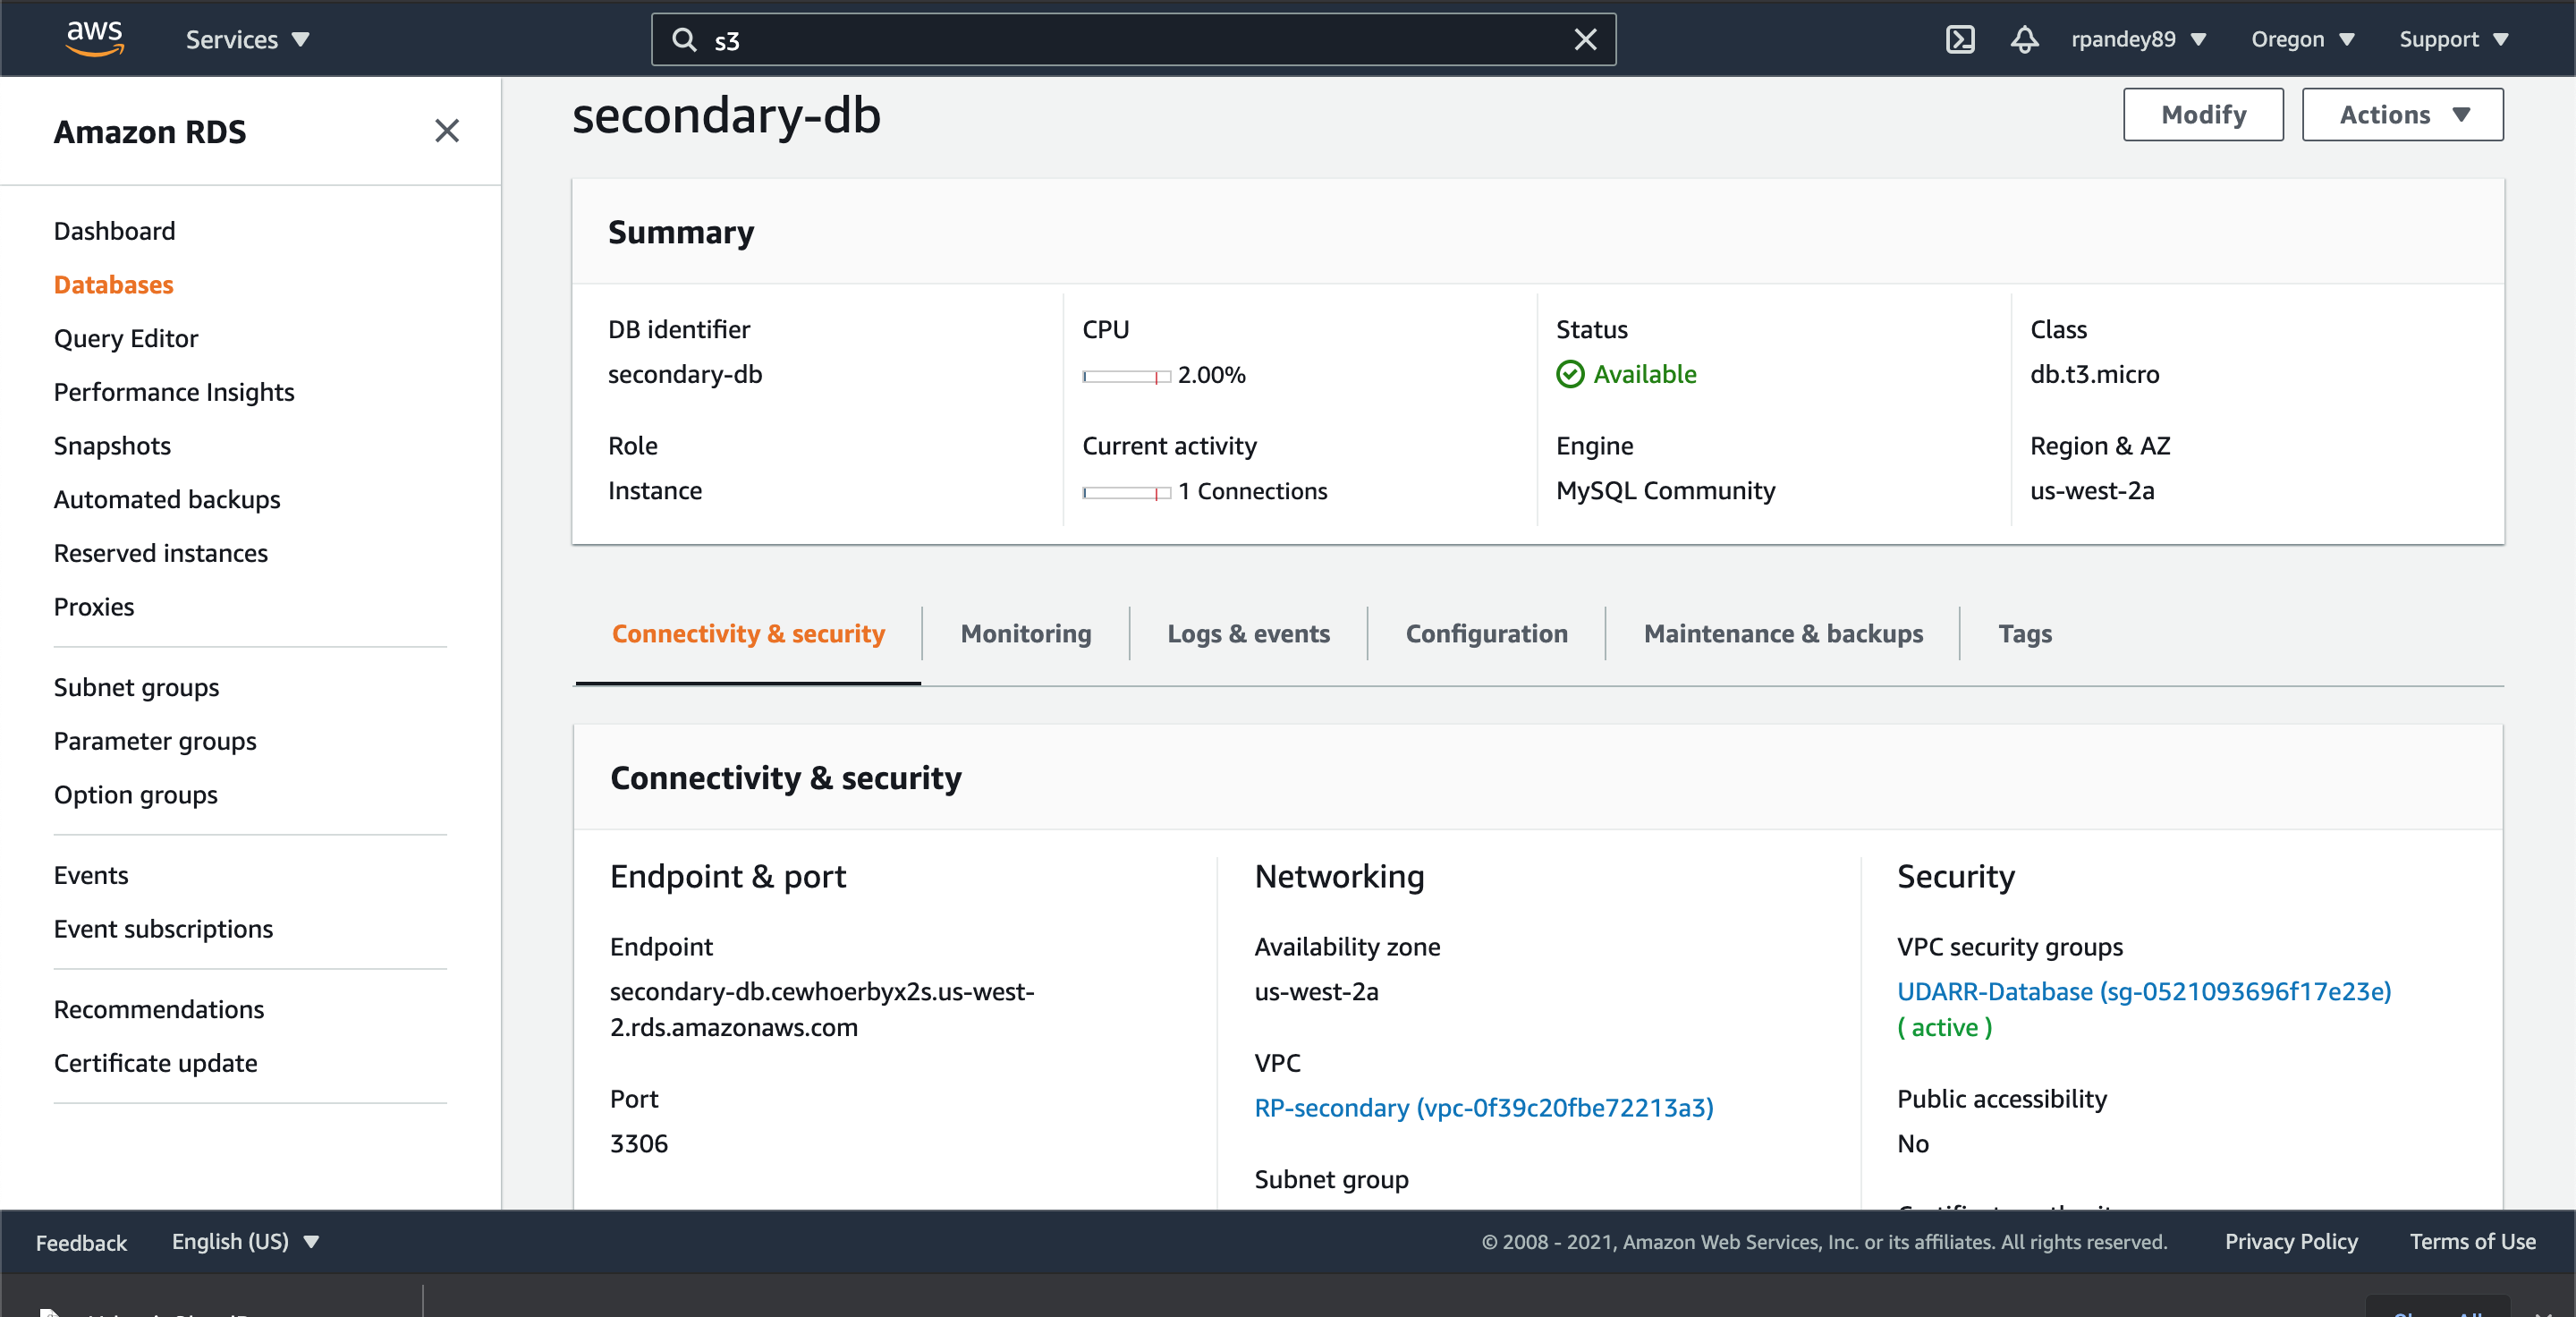 aws
Services
s3
rpandey89
Oregon
Support
Amazon RDS
Dashboard
Databases
Query Editor
Performance Insights
Snapshots
Automated backups
Reserved instances
Proxies
Subnet groups
Parameter groups
Option groups
Events
Event subscriptions
Recommendations
Certificate update
secondary-db
Modify
Actions
Summary
DB identifier
secondary-db
CPU
2.00%
Status
Available
Class
db.t3.micro
Role
Instance
Current activity
1 Connections
Engine
MySQL Community
Region & AZ
us-west-2a
Connectivity & security
Monitoring
Logs & events
Configuration
Maintenance & backups
Tags
Connectivity & security
Endpoint & port
Endpoint
secondary-db.cewhoerbyx2s.us-west-
2.rds.amazonaws.com
Port
3306
Networking
Availability zone
us-west-2a
VPC
RP-secondary (vpc-0f39c20fbe72213a3)
Subnet group
Security
VPC security groups
UDARR-Database (sg-0521093696f17e23e)
( active )
Public accessibility
No
Feedback
English (US)
© 2008 - 2021, Amazon Web Services, Inc. or its affiliates. All rights reserved.
Privacy Policy
Terms of Use